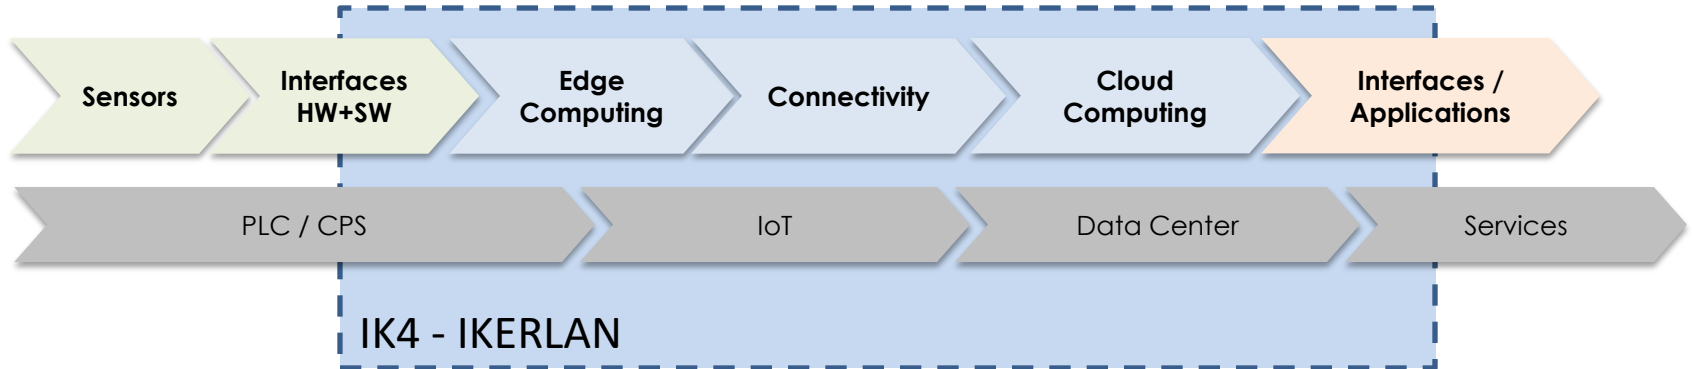 Sensors
Interfaces
HW+SW
Edge
Computing
Connectivity
Cloud
Computing
Interfaces /
Applications
PLC / CPS
IoT
Data Center
Services
IK4 - IKERLAN